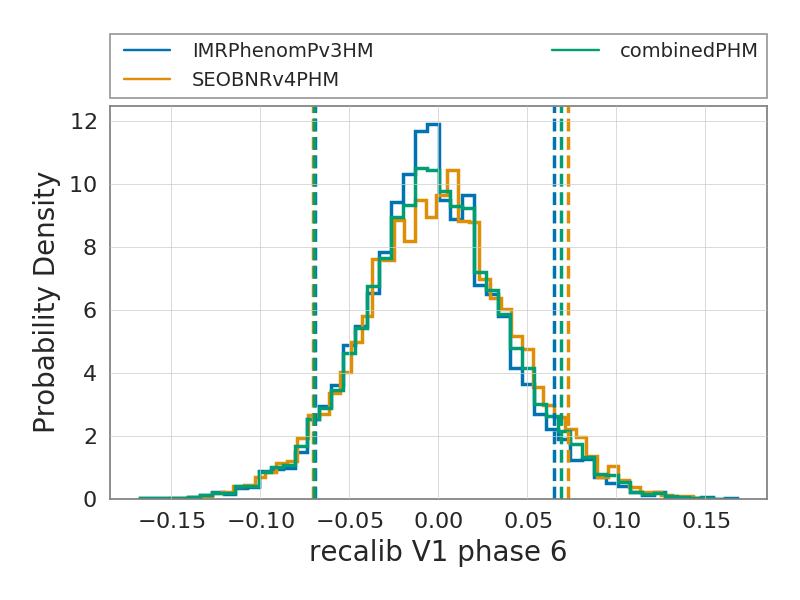 IMRPhenomPv3HM
SEOBNRv4PHM
combinedPHM
Probability Density
12
10
8
6
4
2
0
−0.15 −0.10 −0.05 0.00 0.05 0.10 0.15
recalib V1 phase 6